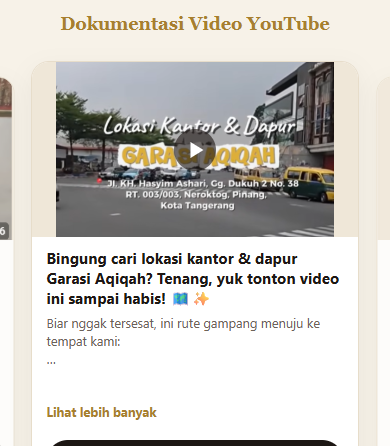 Dokumentasi Video YouTube
Lokasi Kantor & Dapur
GARASI AQIQAH
Jl. KH. Hasyim Ashari, Gg. Dukuh 2 No. 38
RT. 003/003, Neroktog, Pinang,
Kota Tangerang
6
Bingung cari lokasi kantor & dapur
Garasi Aqiqah? Tenang, yuk tonton video
ini sampai habis! 🗺️ ✨
Biar nggak tersesat, ini rute gampang menuju ke
tempat kami:
...
Lihat lebih banyak